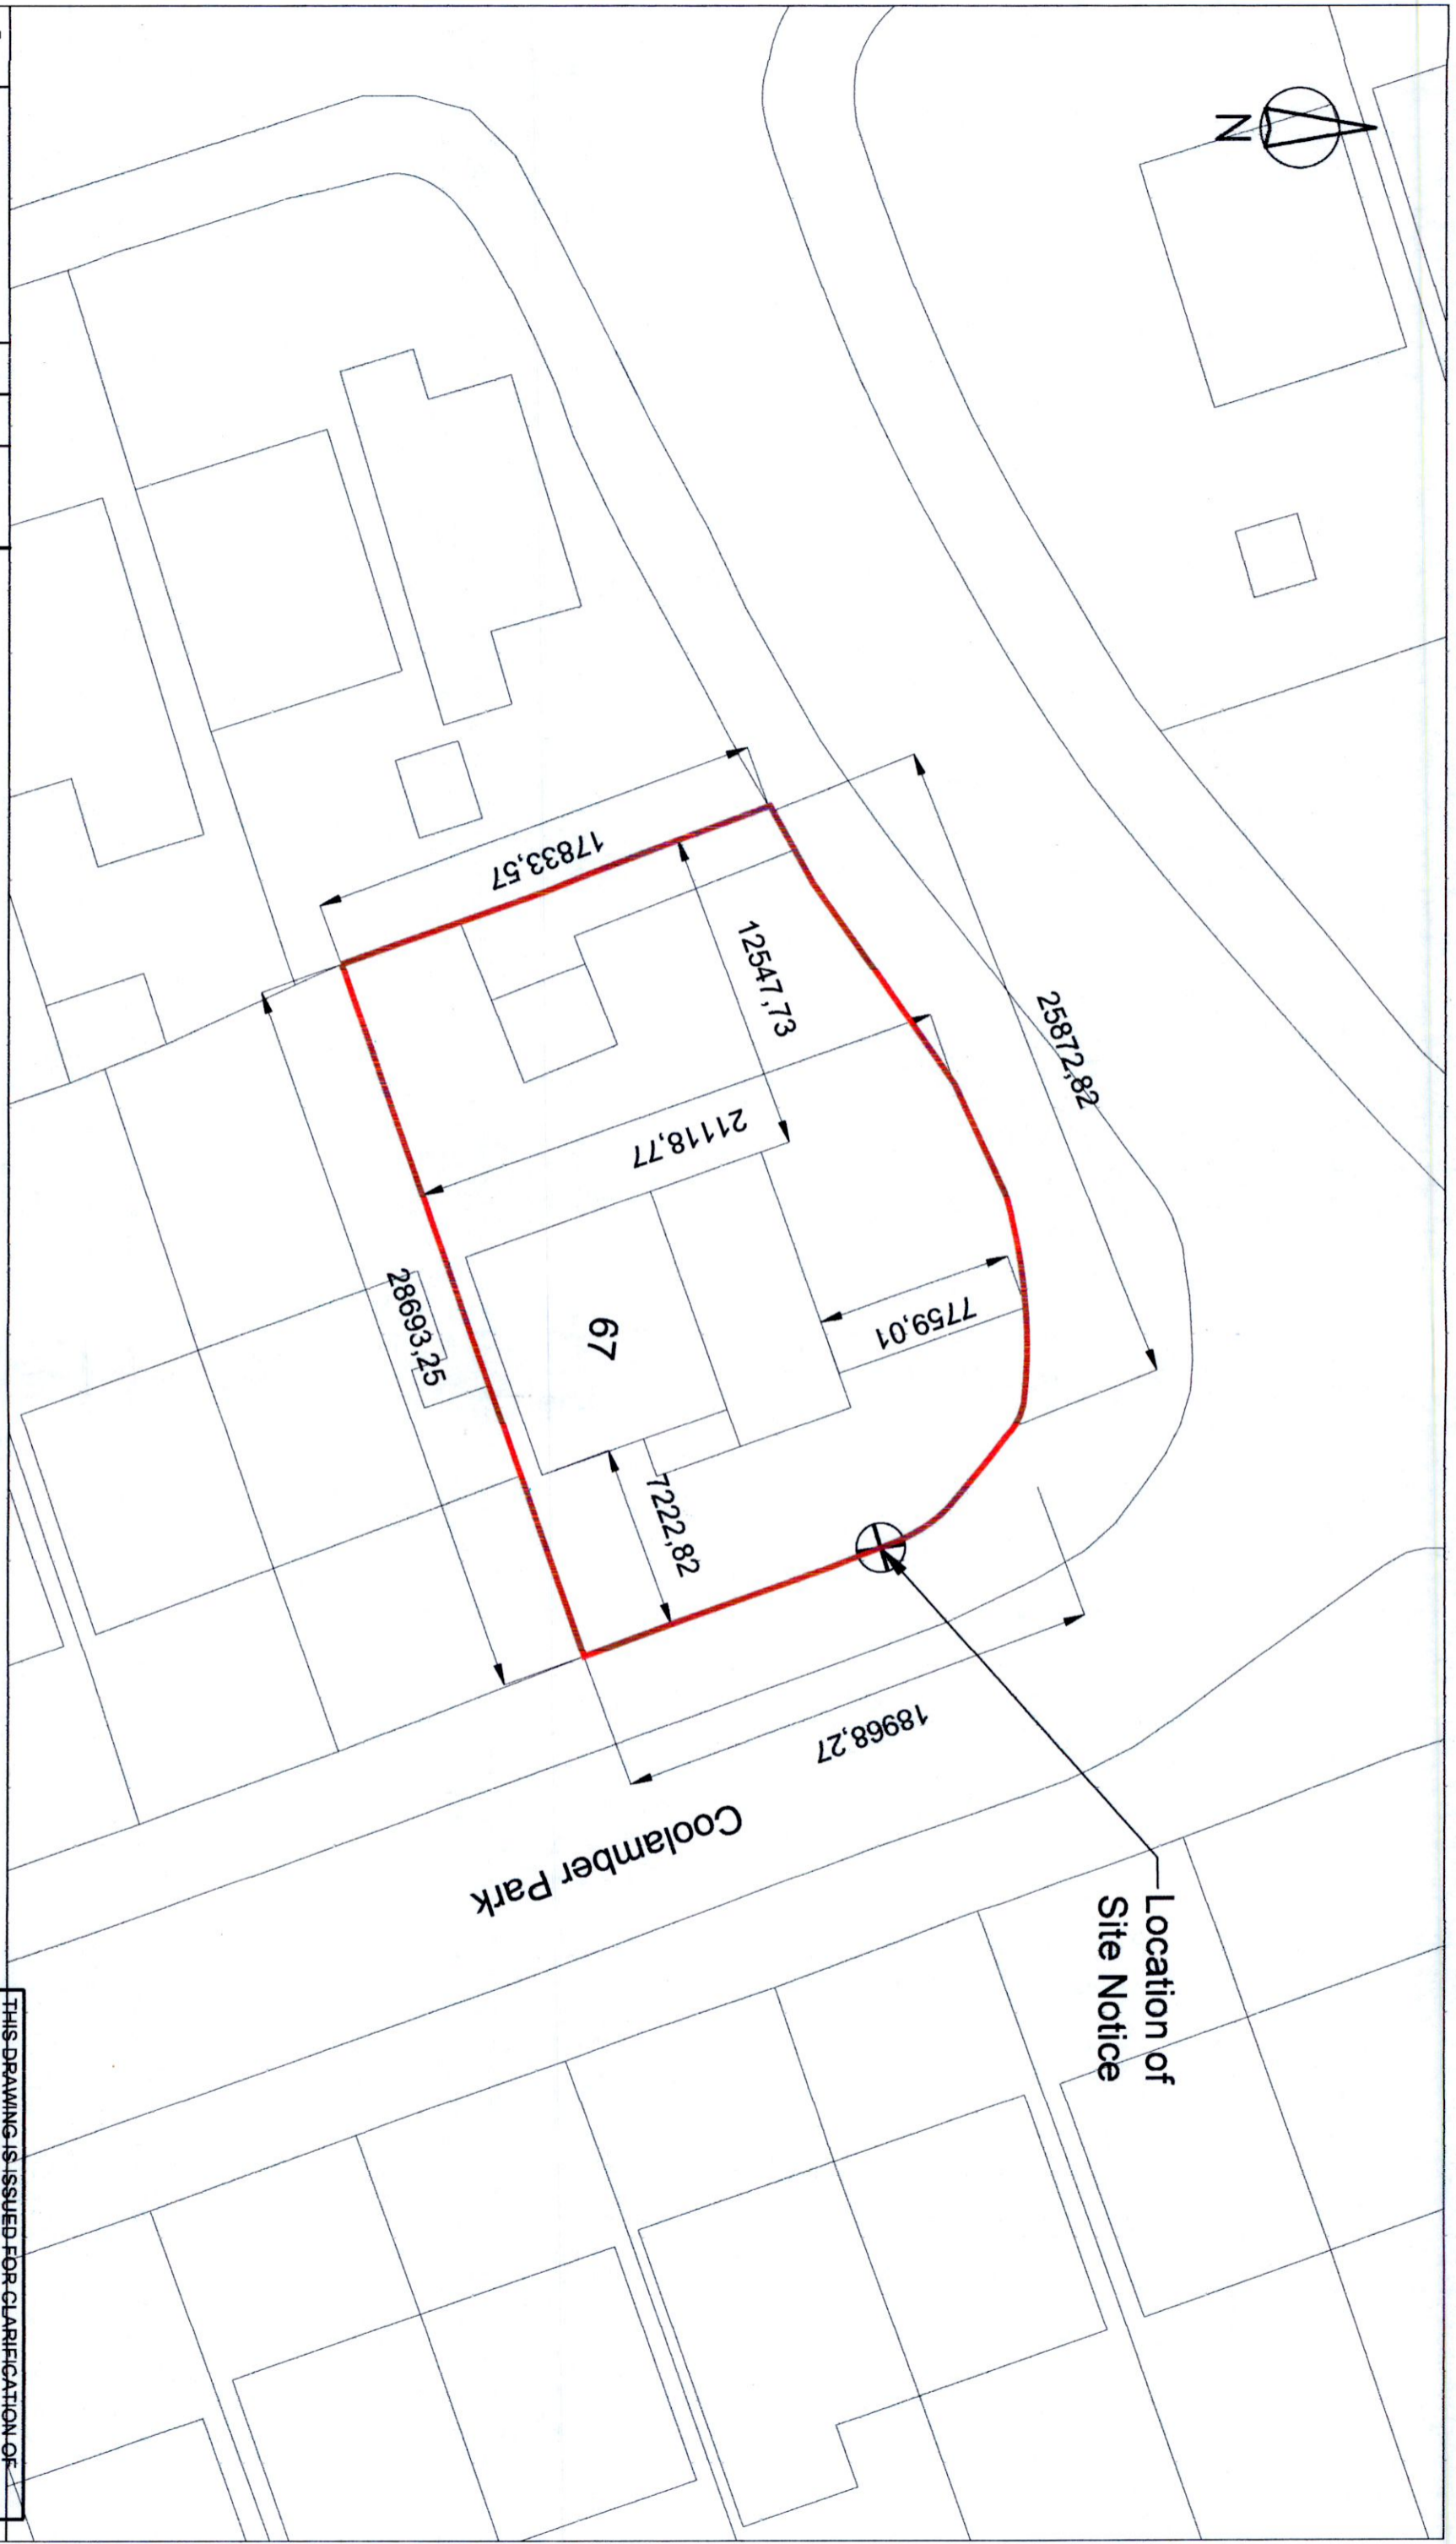 N
17833,57
12547,73
25872,82
21118,77
28693,25
67
7759,01
7222,82
18968,27
Coolamber Park
Location of
Site Notice
THIS DRAWING IS ISSUED FOR CLARIFICATION OF